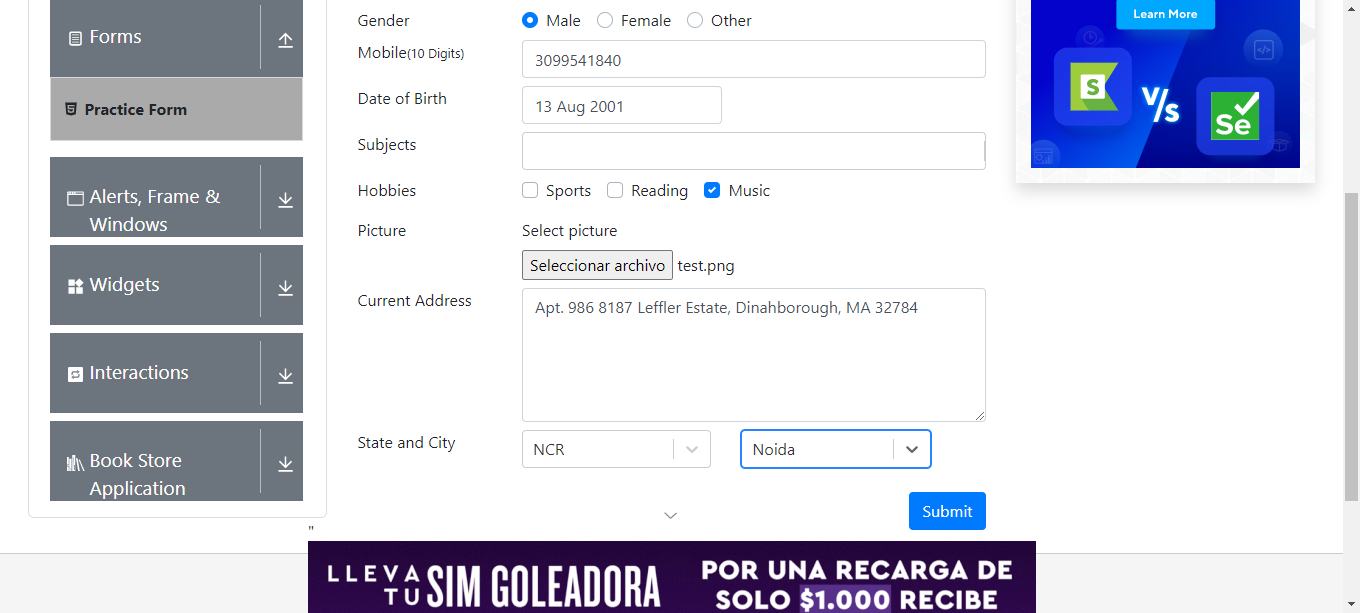 Forms
Practice Form
Alerts, Frame &
Windows
Widgets
Interactions
Book Store
Application
Gender
Male Female Other
Mobile(10 Digits)
3099541840
Date of Birth
13 Aug 2001
Subjects
Hobbies
Sports Reading Music
Picture
Select picture
Seleccionar archivo test.png
Current Address
Apt. 986 8187 Leffler Estate, Dinahborough, MA 32784
State and City
NCR
Noida
Submit
"
Learn More
S
V/s
Se
LLEVA
TU SIM GOLEADORA
POR UNA RECARGA DE
SOLO $1.000 RECIBE